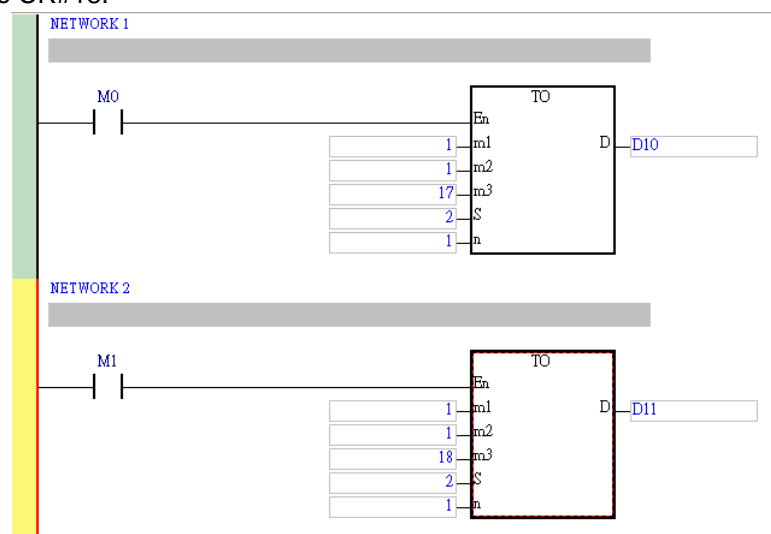 NETWORK 1
M0
TO
En
1 m1 D D10
1 m2
17 m3
2 S
1 n
NETWORK 2
M1
TO
En
1 m1 D D11
1 m2
18 m3
2 S
1 n